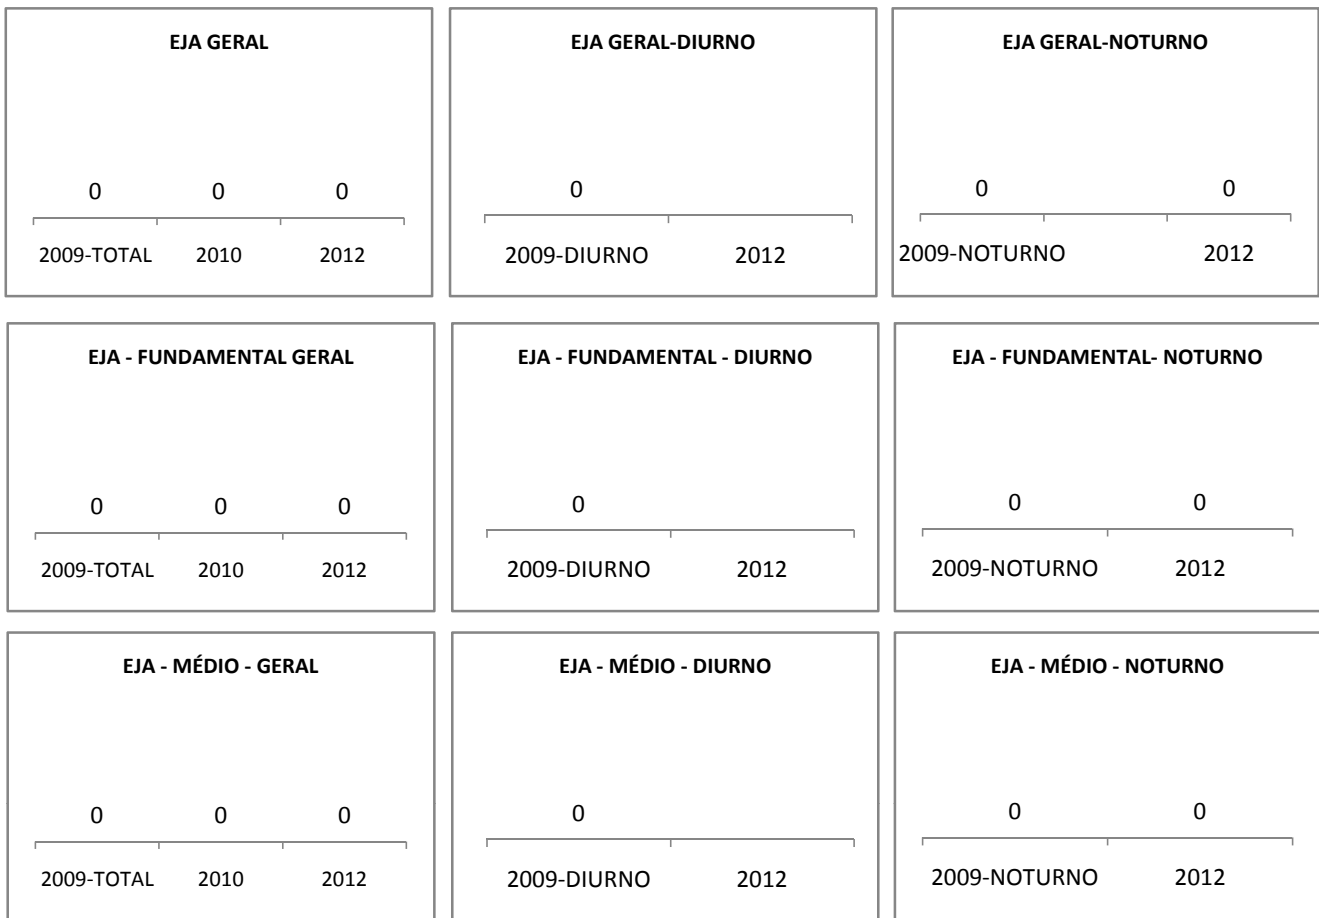 EJA GERAL
0 0 0
2009-TOTAL 2010 2012
EJA GERAL-DIURNO
0
2009-DIURNO 2012
EJA GERAL-NOTURNO
0 0
2009-NOTURNO 2012
EJA - FUNDAMENTAL GERAL
0 0 0
2009-TOTAL 2010 2012
EJA - FUNDAMENTAL - DIURNO
0
2009-DIURNO 2012
EJA - FUNDAMENTAL- NOTURNO
0 0
2009-NOTURNO 2012
EJA - MÉDIO - GERAL
0 0 0
2009-TOTAL 2010 2012
EJA - MÉDIO - DIURNO
0
2009-DIURNO 2012
EJA - MÉDIO - NOTURNO
0 0
2009-NOTURNO 2012